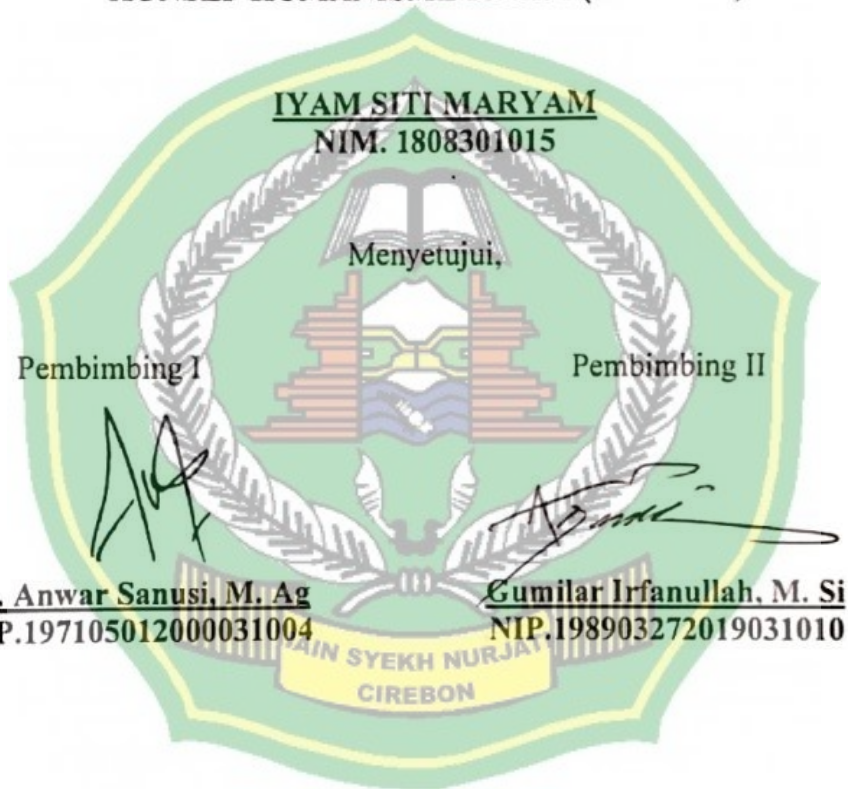 IYAM SITI MARYAM
NIM. 1808301015
Menyetujui,
Pembimbing I
Pembimbing II
. Anwar Sanusi, M. Ag
P.197105012000031004
Gumilar Irfanullah, M. Si
NIP.198903272019031010
IAIN SYEKH NURJATI
CIREBON